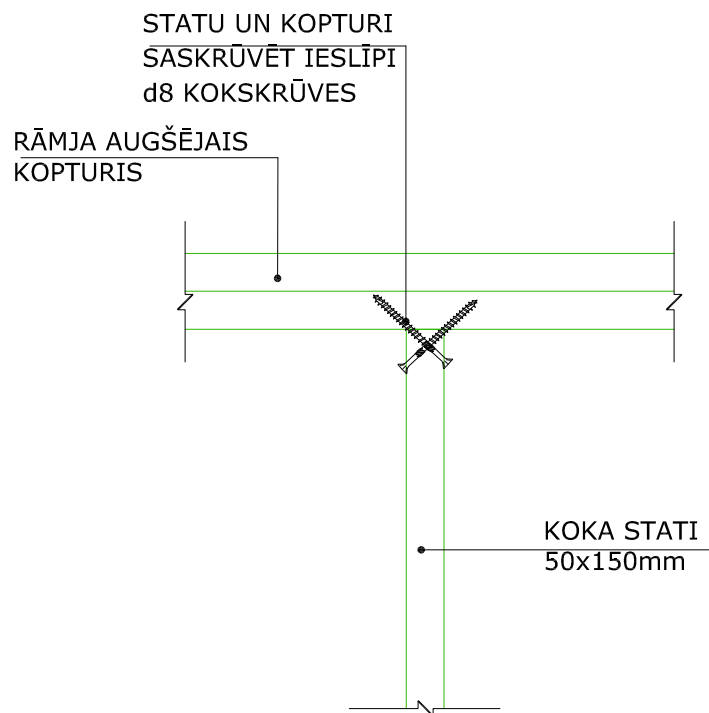 STATU UN KOPTURI
SASKRŪVĒT IESLĪPI
d8 KOKSKRŪVES
RĀMJA AUGŠĒJAIS
KOPTURIS
KOKA STATI
50x150mm